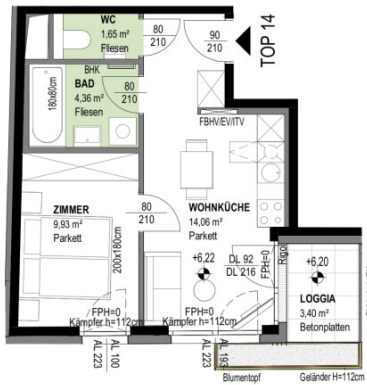 WC
1,65 m²
Fliesen
80
210
90
210
TOP 14
BHK
BAD
4,36 m²
Fliesen
180x80cm
80
210
FBHV/EV/ITV
ZIMMER
9,93 m²
Parkett
80
210
WOHNKÜCHE
14,06 m²
Parkett
200x180cm
+6,22
DL 92
DL 216
FPH=0
Rigol
+6,20
LOGGIA
3,40 m²
Betonplatten
FPH=0
Kämpfer h=112cm
FPH=0
Kämpfer h=112cm
AL 223
AL 100
AL 223
AL 193
Blumentopf
Geländer H=112cm